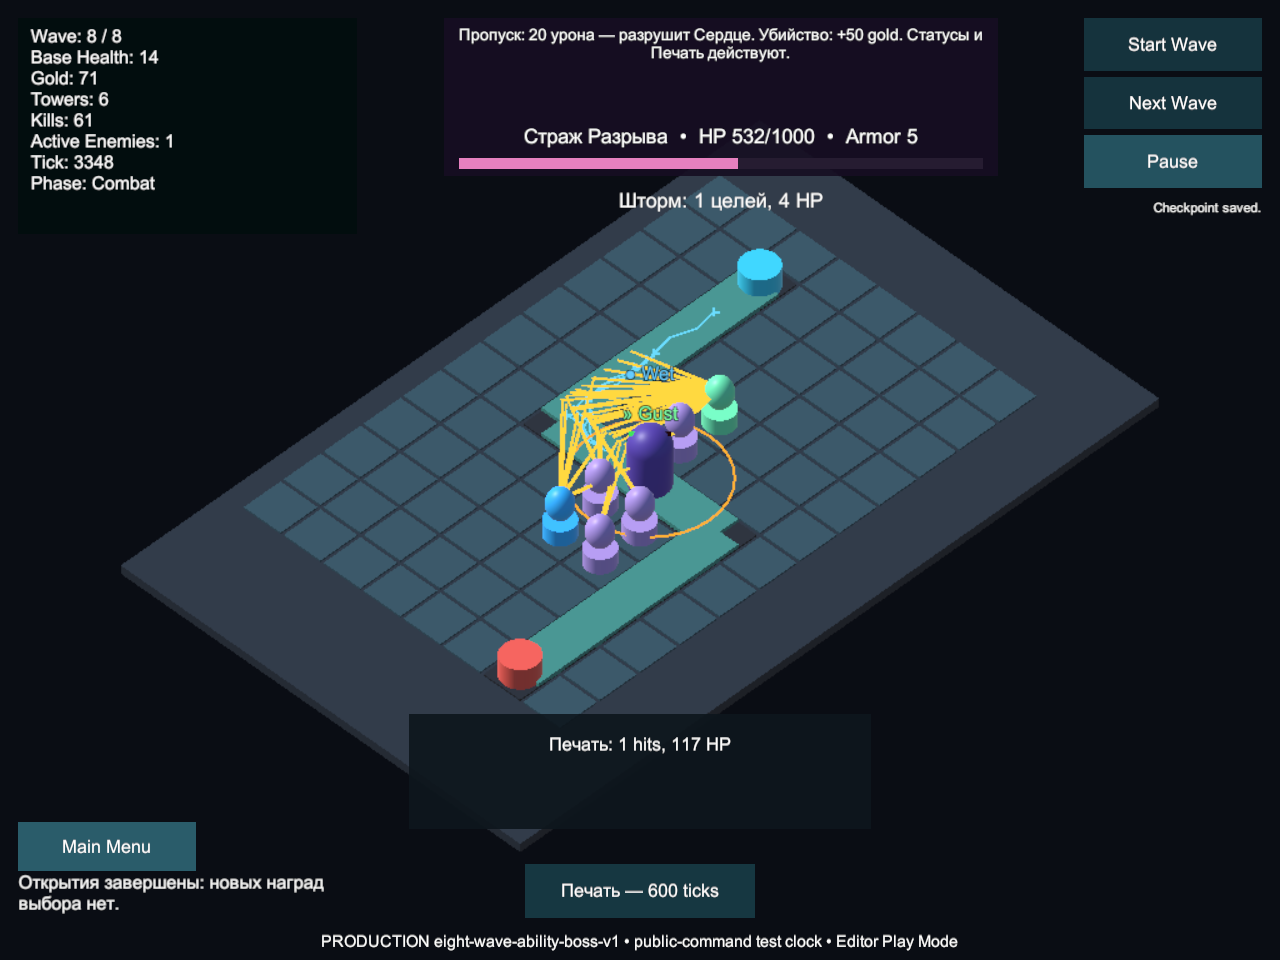 Wave: 8 / 8
Base Health: 14
Gold: 71
Towers: 6
Kills: 61
Active Enemies: 1
Tick: 3348
Phase: Combat
Пропуск: 20 урона — разрушит Сердце. Убийство: +50 gold. Статусы и
Печать действуют.
Страж Разрыва • HP 532/1000 • Armor 5
Шторм: 1 целей, 4 HP
Start Wave
Next Wave
Pause
Checkpoint saved.
Wet
» Gust
Печать: 1 hits, 117 HP
Main Menu
Открытия завершены: новых наград
выбора нет.
Печать — 600 ticks
PRODUCTION eight-wave-ability-boss-v1 • public-command test clock • Editor Play Mode